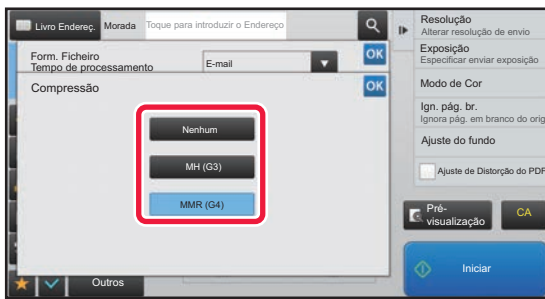 Livro Endereç.
Morada
Toque para introduzir o Endereço
Form. Ficheiro
Tempo de processamento
E-mail
OK
Compressão
OK
Nenhum
MH (G3)
MMR (G4)
Outros
Resolução
Alterar resolução de envio
Exposição
Especificar enviar exposição
Modo de Cor
Ign. pág. br.
Ignora pág. em branco do orig
Ajuste do fundo
Ajuste de Distorção do PDF
Pré-
visualização
CA
Iniciar